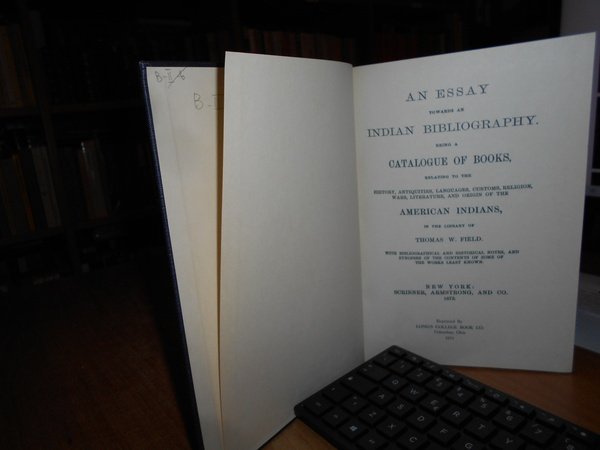 B-II-6
B-II
AN ESSAY
TOWARDS AN
INDIAN BIBLIOGRAPHY.
BEING A
CATALOGUE OF BOOKS,
RELATING TO THE
HISTORY, ANTIQUITIES, LANGUAGES, CUSTOMS, RELIGION,
WARS, LITERATURE, AND ORIGIN OF THE
AMERICAN INDIANS,
IN THE LIBRARY OF
THOMAS W. FIELD.
WITH BIBLIOGRAPHICAL AND HISTORICAL NOTES, AND
SYNOPSES OF THE CONTENTS OF SOME OF
THE WORKS LEAST KNOWN.
NEW YORK:
SCRIBNER, ARMSTRONG, AND CO.
1873.
Reprinted By
COLLEGE BOOK CO.
Columbus, Ohio
Q W E R T Y
A S D F G H